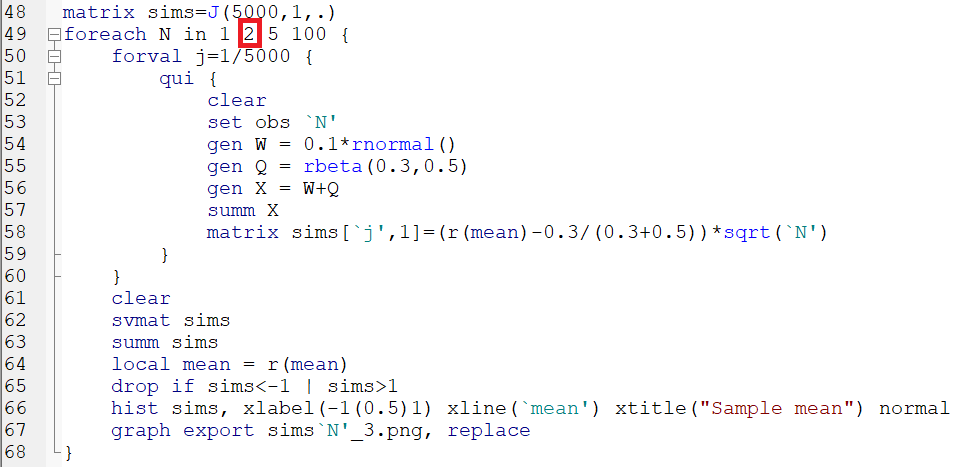 48 matrix sims=J(5000,1,.)
49 foreach N in 1 2 5 100 {
50 forval j=1/5000 {
51 qui {
52 clear
53 set obs `N'
54 gen W = 0.1*rnormal()
55 gen Q = rbeta(0.3,0.5)
56 gen X = W+Q
57 summ X
58 matrix sims[`j',1]=(r(mean)-0.3/(0.3+0.5))*sqrt(`N')
59 }
60 }
61 clear
62 svmat sims
63 summ sims
64 local mean = r(mean)
65 drop if sims<-1 | sims>1
66 hist sims, xlabel(-1(0.5)1) xline(`mean') xtitle("Sample mean") normal
67 graph export sims`N'_3.png, replace
68 }